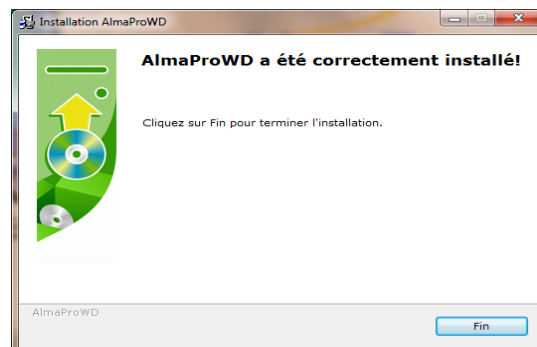 Installation AlmaProWD
AlmaProWD a été correctement installé!
Cliquez sur Fin pour terminer l'installation.
AlmaProWD
Fin